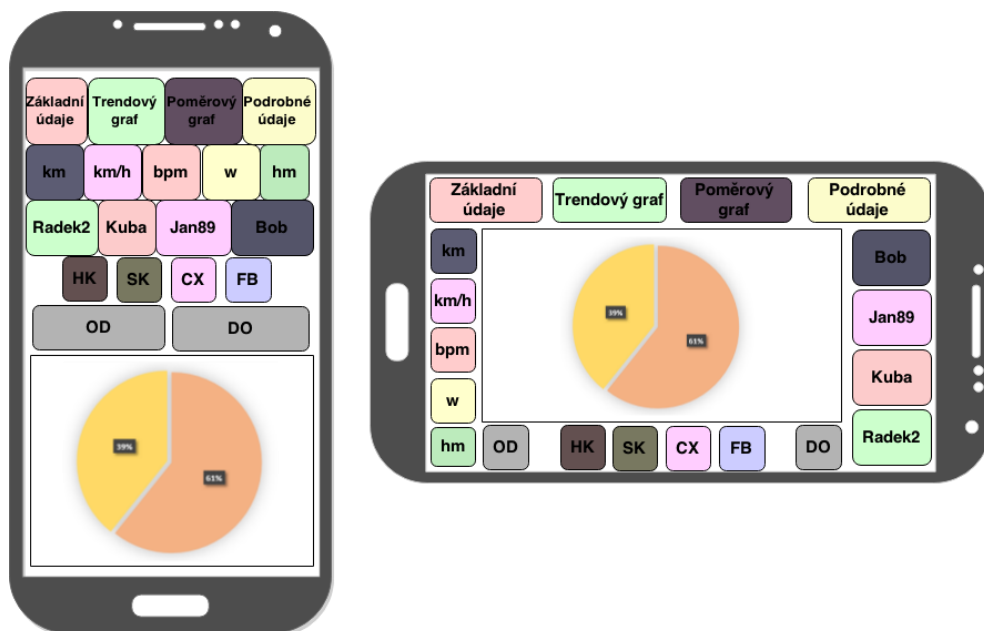 Základní údaje
Trendový graf
Poměrový graf
Podrobné údaje
km km/h bpm w hm
Radek2 Kuba Jan89 Bob
HK SK CX FB
OD DO
39%
61%
Základní údaje
Trendový graf
Poměrový graf
Podrobné údaje
km
km/h
bpm
w
hm
39%
61%
Bob
Jan89
Kuba
Radek2
OD HK SK CX FB DO